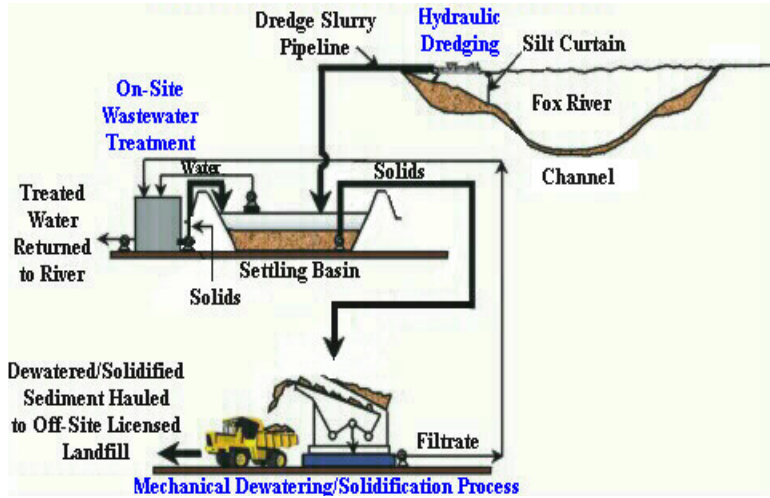 Dredge Slurry
Pipeline
Hydraulic
Dredging
Silt Curtain
On-Site
Wastewater
Treatment
Fox River
Water
Solids
Channel
Treated
Water
Returned
to River
Settling Basin
Solids
Dewatered/Solidified
Sediment Hauled
to Off-Site Licensed
Landfill
Filtrate
Mechanical Dewatering/Solidification Process